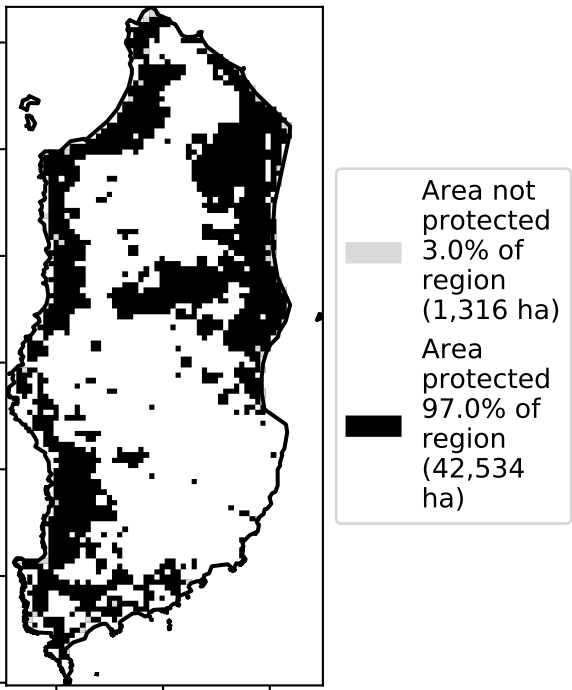 Area not
protected
3.0% of
region
(1,316 ha)
Area
protected
97.0% of
region
(42,534
ha)